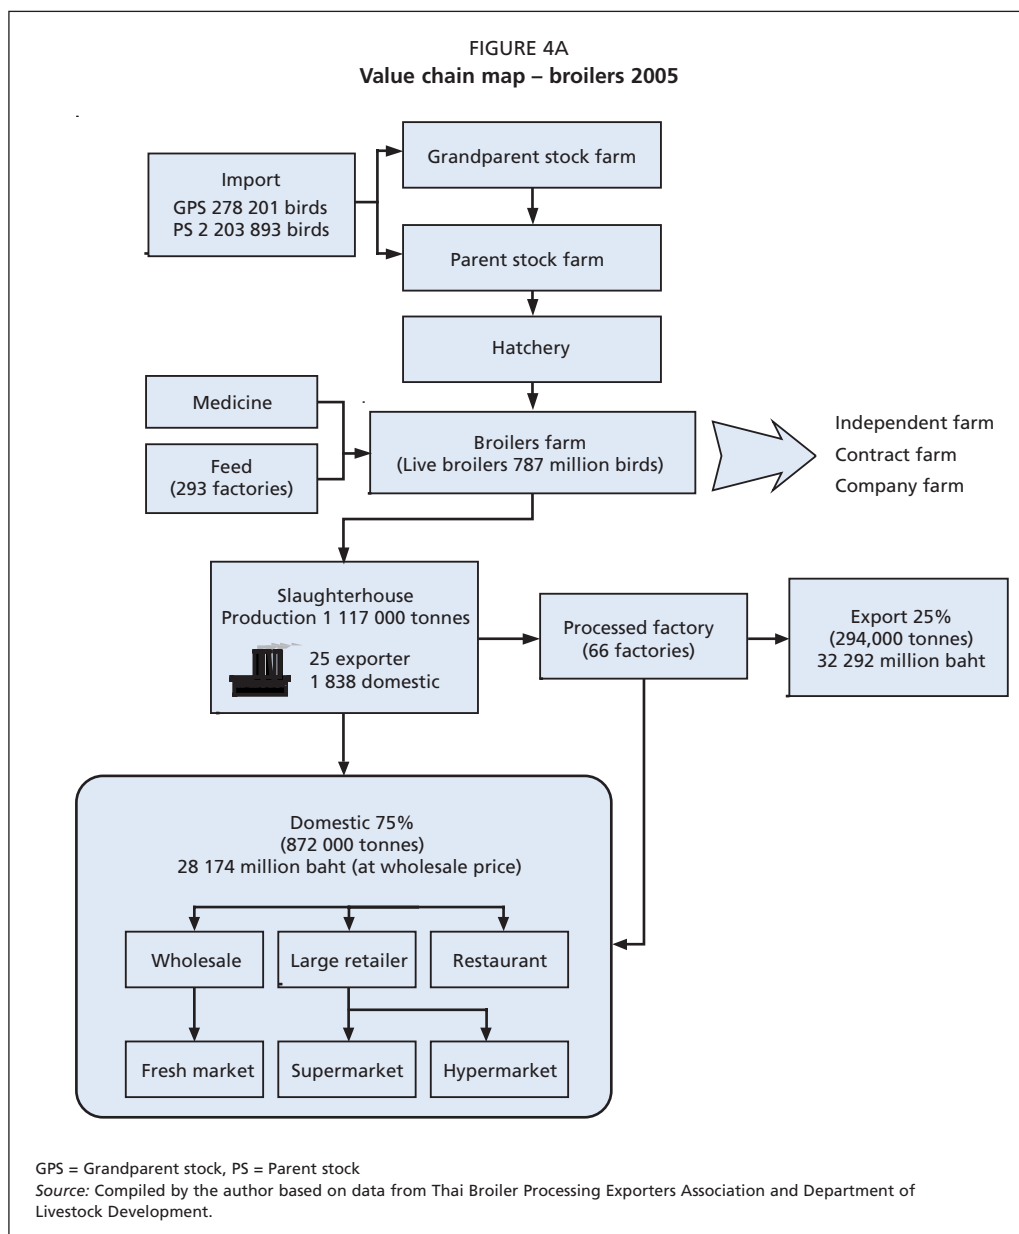 FIGURE 4A
Value chain map – broilers 2005
Grandparent stock farm
Import
GPS 278 201 birds
PS 2 203 893 birds
Parent stock farm
Hatchery
Medicine
Feed
(293 factories)
Broilers farm
(Live broilers 787 million birds)
Independent farm
Contract farm
Company farm
Slaughterhouse
Production 1 117 000 tonnes
25 exporter
1 838 domestic
Processed factory
(66 factories)
Export 25%
(294,000 tonnes)
32 292 million baht
Domestic 75%
(872 000 tonnes)
28 174 million baht (at wholesale price)
Wholesale
Large retailer
Restaurant
Fresh market
Supermarket
Hypermarket
GPS = Grandparent stock, PS = Parent stock
Source: Compiled by the author based on data from Thai Broiler Processing Exporters Association and Department of
Livestock Development.